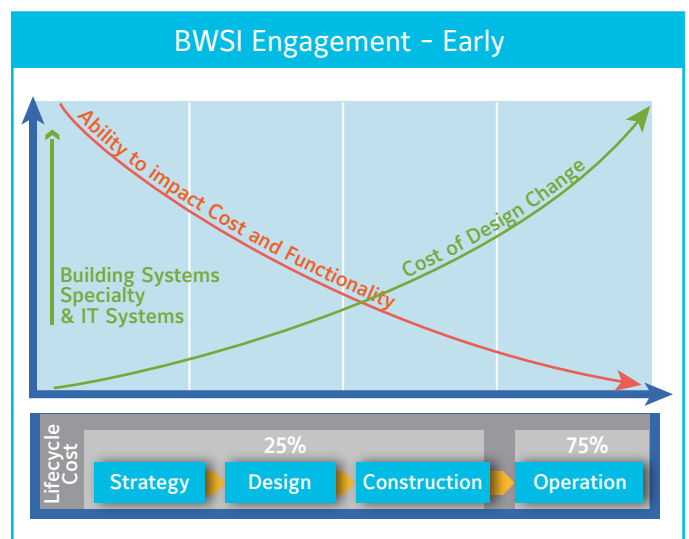 BWSI Engagement - Early
Ability to impact Cost and Functionality
Cost of Design Change
Building Systems
Specialty
& IT Systems
Lifecycle
Cost
25%
75%
Strategy
Design
Construction
Operation